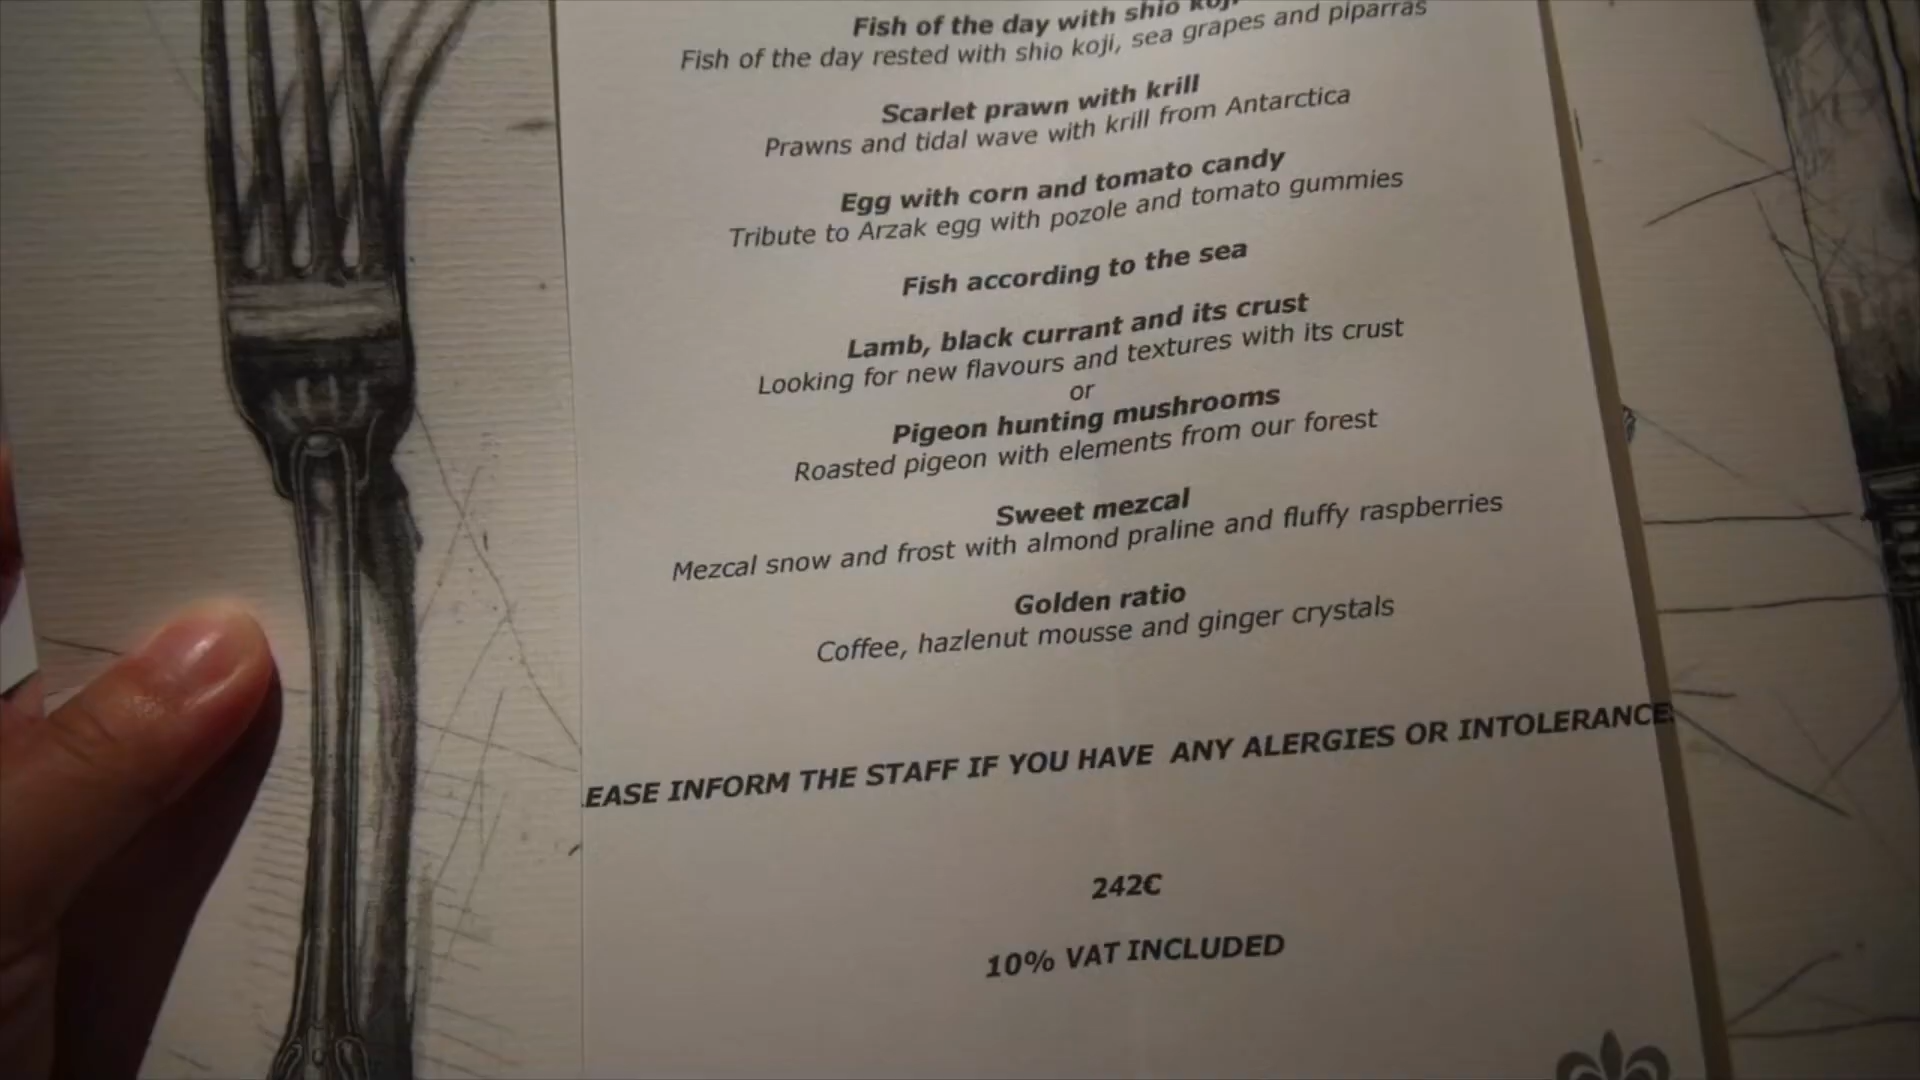 Fish of the day with shio koji
Fish of the day rested with shio koji, sea grapes and piparras
Scarlet prawn with krill
Prawns and tidal wave with krill from Antarctica
Egg with corn and tomato candy
Tribute to Arzak egg with pozole and tomato gummies
Fish according to the sea
Lamb, black currant and its crust
Looking for new flavours and textures with its crust
or
Pigeon hunting mushrooms
Roasted pigeon with elements from our forest
Sweet mezcal
Mezcal snow and frost with almond praline and fluffy raspberries
Golden ratio
Coffee, hazlenut mousse and ginger crystals
EASE INFORM THE STAFF IF YOU HAVE ANY ALERGIES OR INTOLERANCE
242€
10% VAT INCLUDED